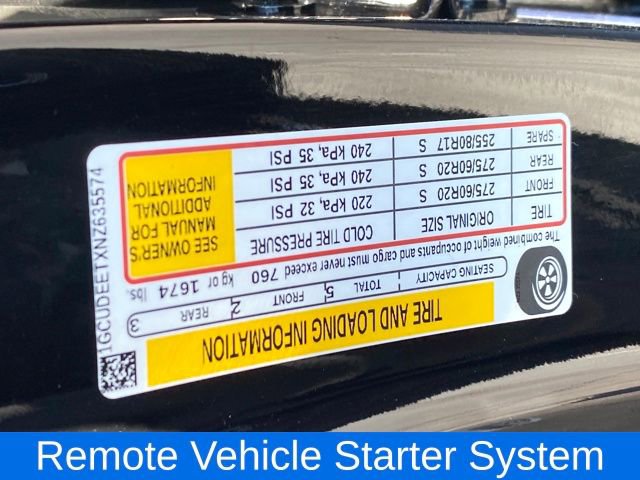 TIRE AND LOADING INFORMATION
SEATING CAPACITY TOTAL 5 FRONT 2 REAR 3
The combined weight of occupants and cargo must never exceed 760 kg or 1674 lbs.
TIRE ORIGINAL SIZE COLD TIRE PRESSURE
FRONT 275/60R20 S 220 kPa, 32 PSI
REAR 275/60R20 S 240 kPa, 35 PSI
SPARE 255/80R17 S 240 kPa, 35 PSI
SEE OWNER'S
MANUAL FOR
ADDITIONAL
INFORMATION
1GCUDEETXNZ635574
Remote Vehicle Starter System